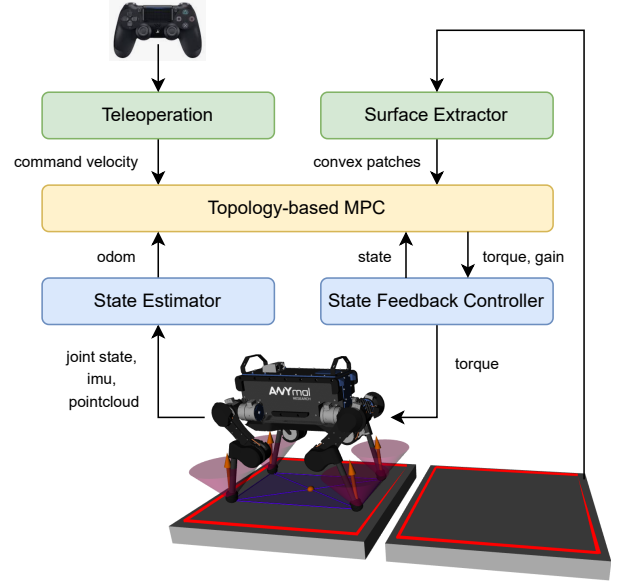 Teleoperation
Surface Extractor
command velocity
convex patches
Topology-based MPC
odom
state
torque, gain
State Estimator
State Feedback Controller
joint state,
imu,
pointcloud
torque
ANYmal
RESEARCH